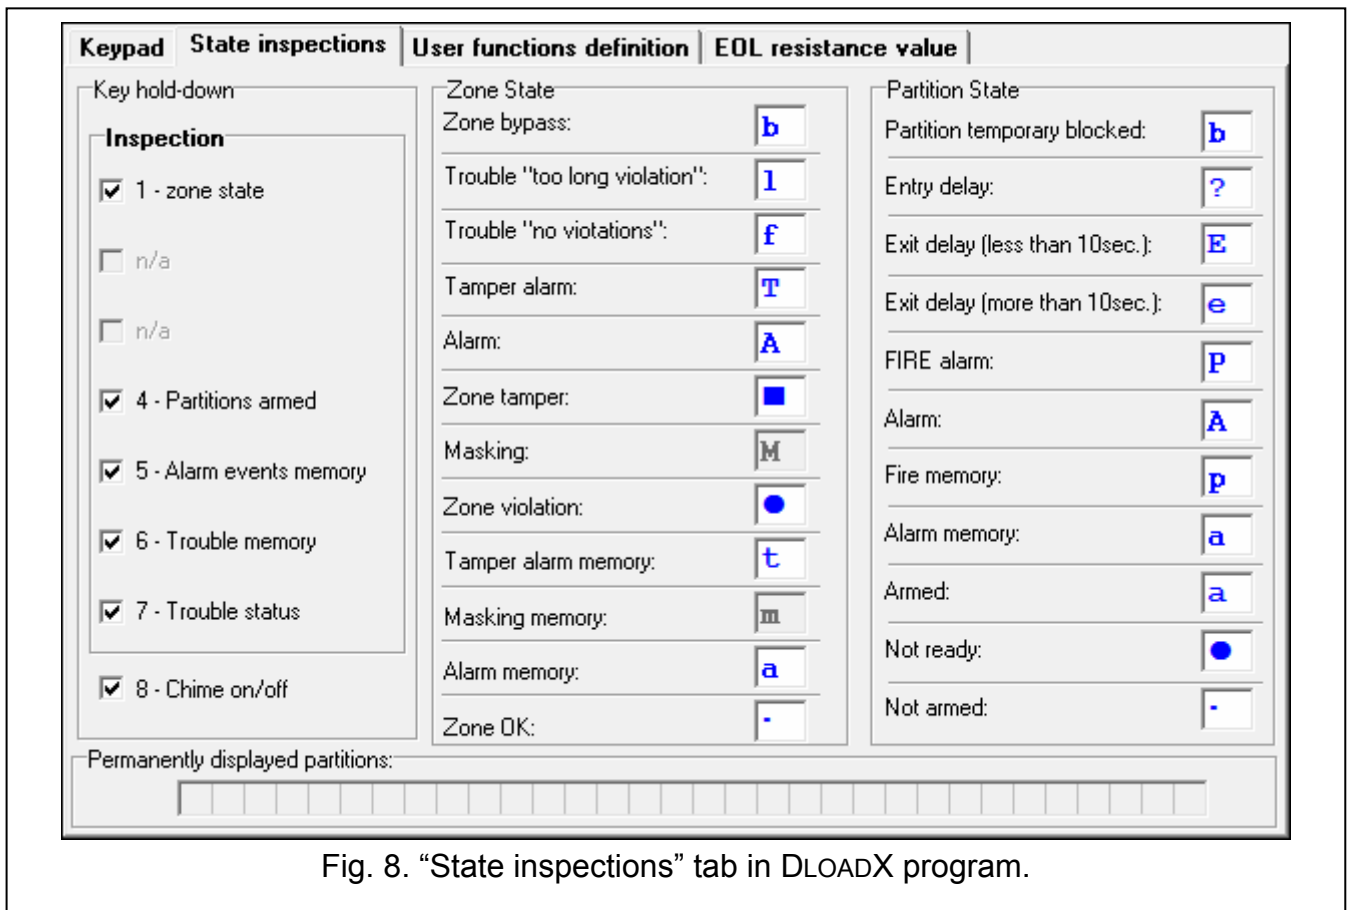 Keypad State inspections User functions definition EOL resistance value
Key hold-down
Inspection
1 - zone state
n/a
n/a
4 - Partitions armed
5 - Alarm events memory
6 - Trouble memory
7 - Trouble status
8 - Chime on/off
Zone State
Zone bypass: b
Trouble "too long violation": l
Trouble "no viotations": f
Tamper alarm: T
Alarm: A
Zone tamper: ■
Masking: M
Zone violation: ●
Tamper alarm memory: t
Masking memory: m
Alarm memory: a
Zone OK: ·
Partition State
Partition temporary blocked: b
Entry delay: ?
Exit delay (less than 10sec.): E
Exit delay (more than 10sec.): e
FIRE alarm: P
Alarm: A
Fire memory: p
Alarm memory: a
Armed: a
Not ready: ●
Not armed: ·
Permanently displayed partitions:
Fig. 8. “State inspections” tab in DLOADX program.